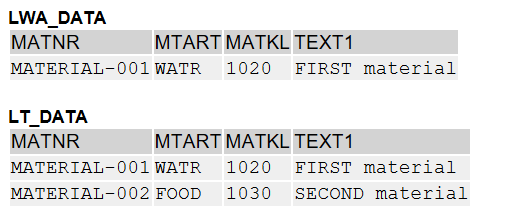 LWA_DATA
MATNR MTART MATKL TEXT1
MATERIAL-001 WATR 1020 FIRST material
LT_DATA
MATNR MTART MATKL TEXT1
MATERIAL-001 WATR 1020 FIRST material
MATERIAL-002 FOOD 1030 SECOND material